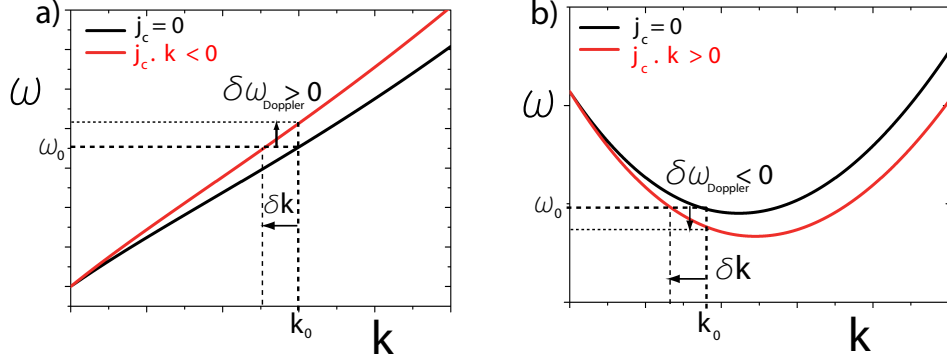 a)
j_c = 0
j_c . k < 0
ω
δω_Doppler > 0
ω_0
δk
k_0
k
b)
j_c = 0
j_c . k > 0
ω
δω_Doppler < 0
ω_0
δk
k_0
k